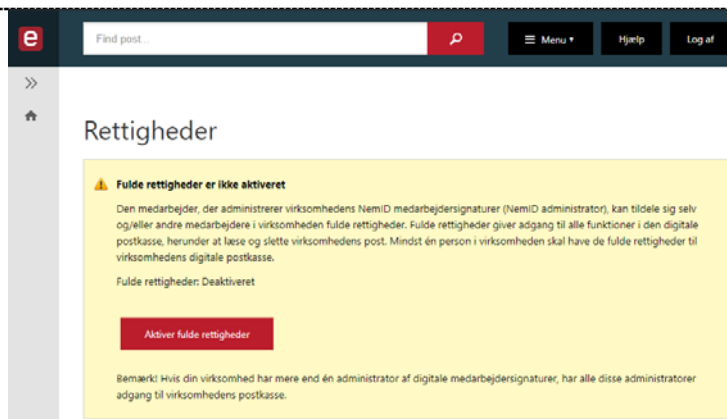 e
Find post...
☰ Menu ▾
Hjælp
Log af
Rettigheder
Fulde rettigheder er ikke aktiveret
Den medarbejder, der administrerer virksomhedens NemID medarbejdersignaturer (NemID administrator), kan tildele sig selv
og/eller andre medarbejdere i virksomheden fulde rettigheder. Fulde rettigheder giver adgang til alle funktioner i den digitale
postkasse, herunder at læse og slette virksomhedens post. Mindst én person i virksomheden skal have de fulde rettigheder til
virksomhedens digitale postkasse.
Fulde rettigheder: Deaktiveret
Aktiver fulde rettigheder
Bemærk! Hvis din virksomhed har mere end én administrator af digitale medarbejdersignaturer, har alle disse administratorer
adgang til virksomhedens postkasse.